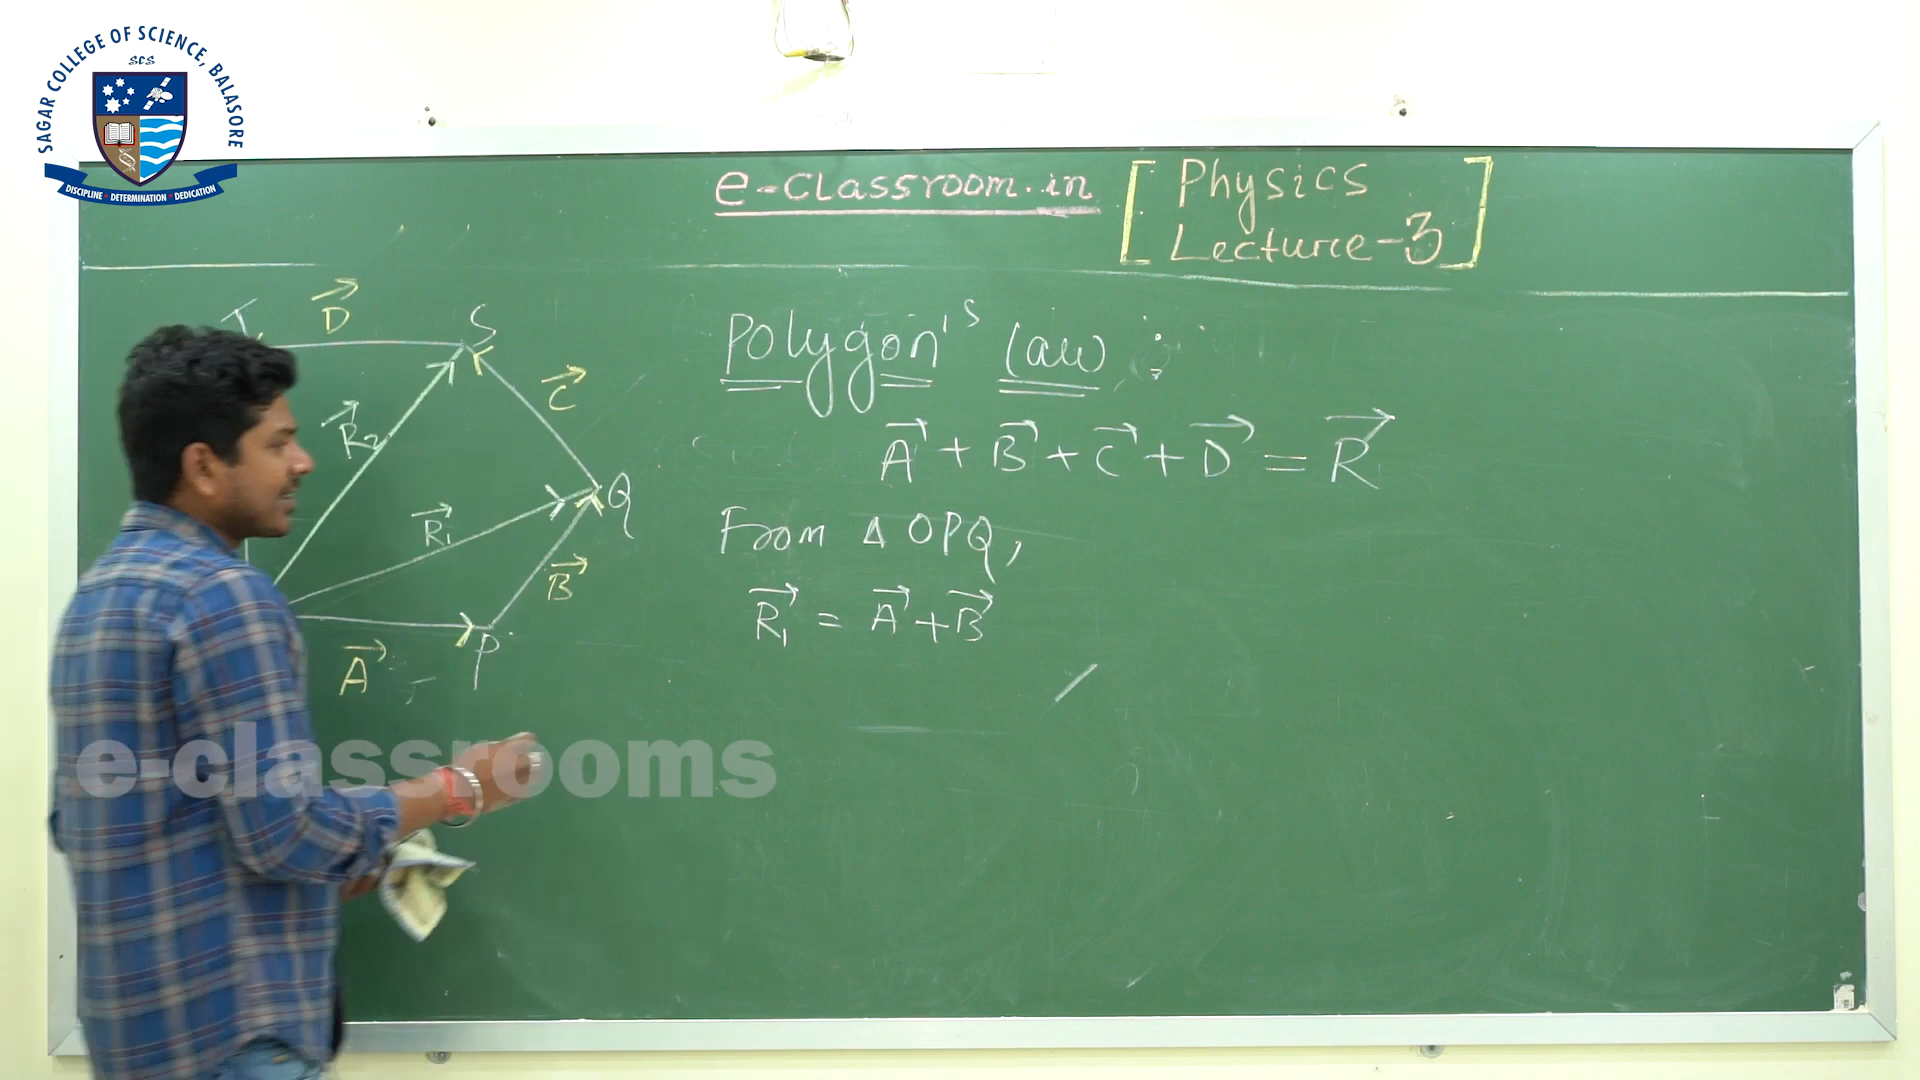 SAGAR COLLEGE OF SCIENCE, BALASORE
SCS
DISCIPLINE • DETERMINATION • DEDICATION
e-classroom.in
[Physics
Lecture-3]
T
D
S
C
R2
Q
R1
B
A
P
Polygon's law :
A + B + C + D = R
From Δ OPQ,
R1 = A + B
e-classrooms